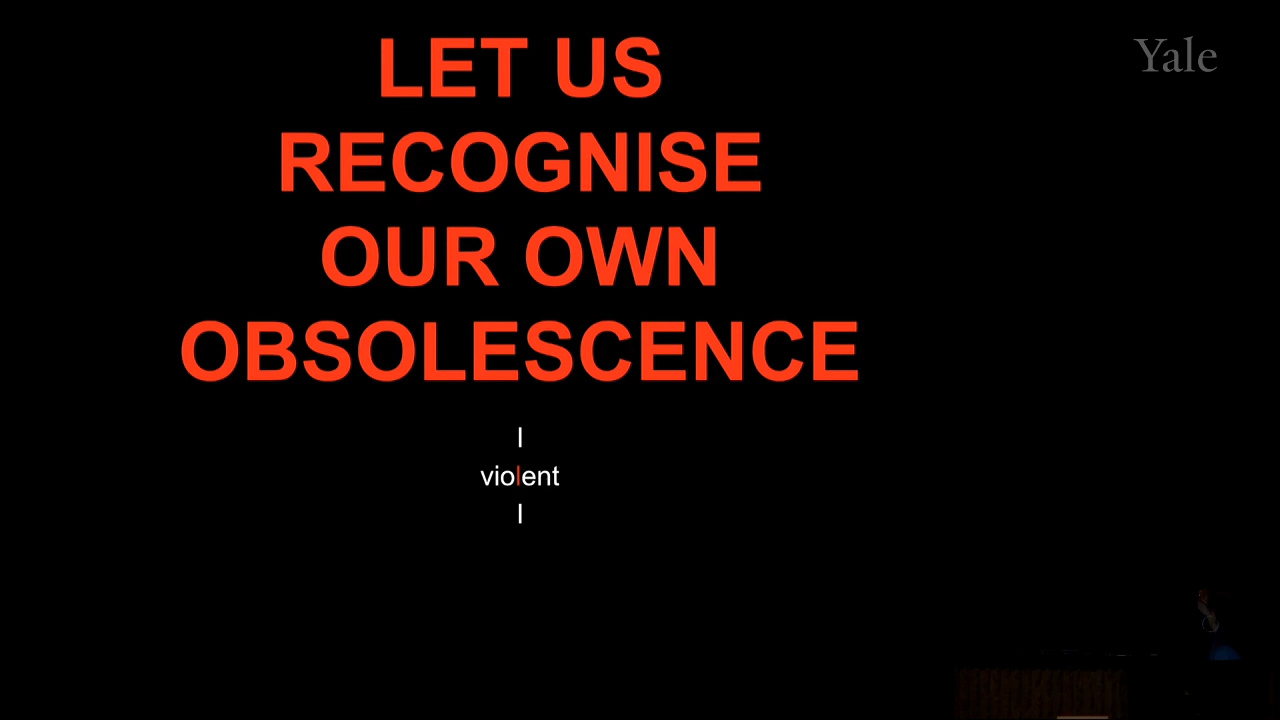 LET US
Yale
RECOGNISE
OUR OWN
OBSOLESCENCE
violent